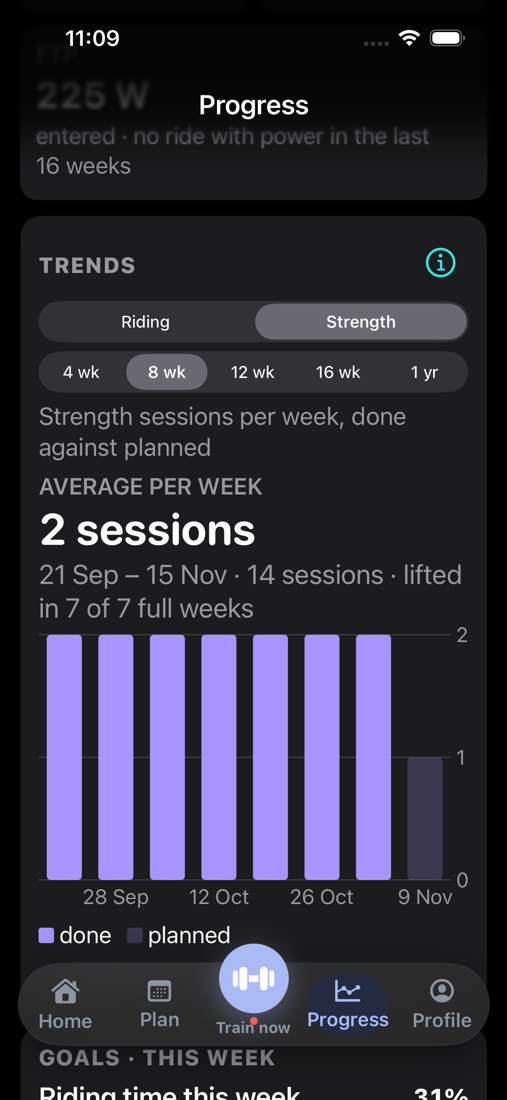 11:09
FTP
225 W
Progress
entered · no ride with power in the last
16 weeks
TRENDS
Riding
Strength
4 wk
8 wk
12 wk
16 wk
1 yr
Strength sessions per week, done
against planned
AVERAGE PER WEEK
2 sessions
21 Sep – 15 Nov · 14 sessions · lifted
in 7 of 7 full weeks
2
1
0
28 Sep
12 Oct
26 Oct
9 Nov
done
planned
Home
Plan
Train now
Progress
Profile
GOALS · THIS WEEK
Riding time this week
31%